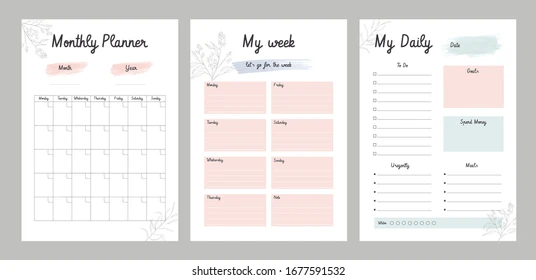 Monthly Planner
Month
Year
Monday Tuesday Wednesday Thursday Friday Saturday Sunday
My week
let's go for the week
Monday
Friday
Tuesday
Saturday
Wednesday
Sunday
Thursday
Note
My Daily
Date
To Do
Goals
Spend Money
Urgently
Meals
Water
shutterstock.com · 1677591532